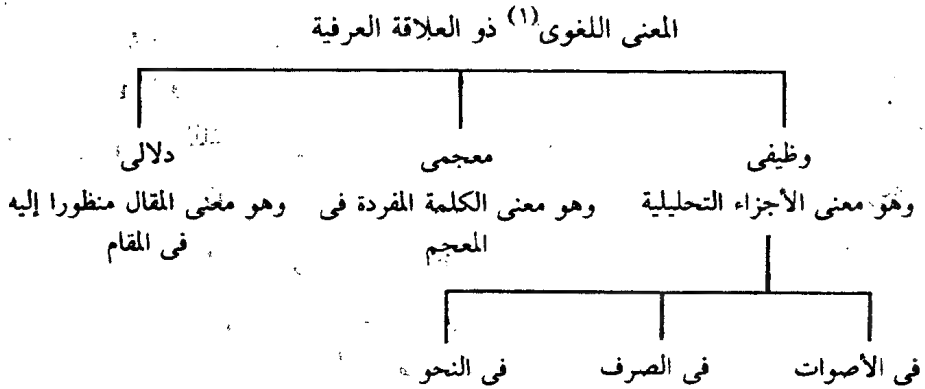 المعنى اللغوى(١) ذو العلاقة العرفية
وظيفى
معجمى
دلالى
وهو معنى الأجزاء التحليلية
وهو معنى الكلمة المفردة فى
المعجم
وهو معنى المقال منظورا إليه
فى المقام
فى الأصوات
فى الصرف
فى النحو